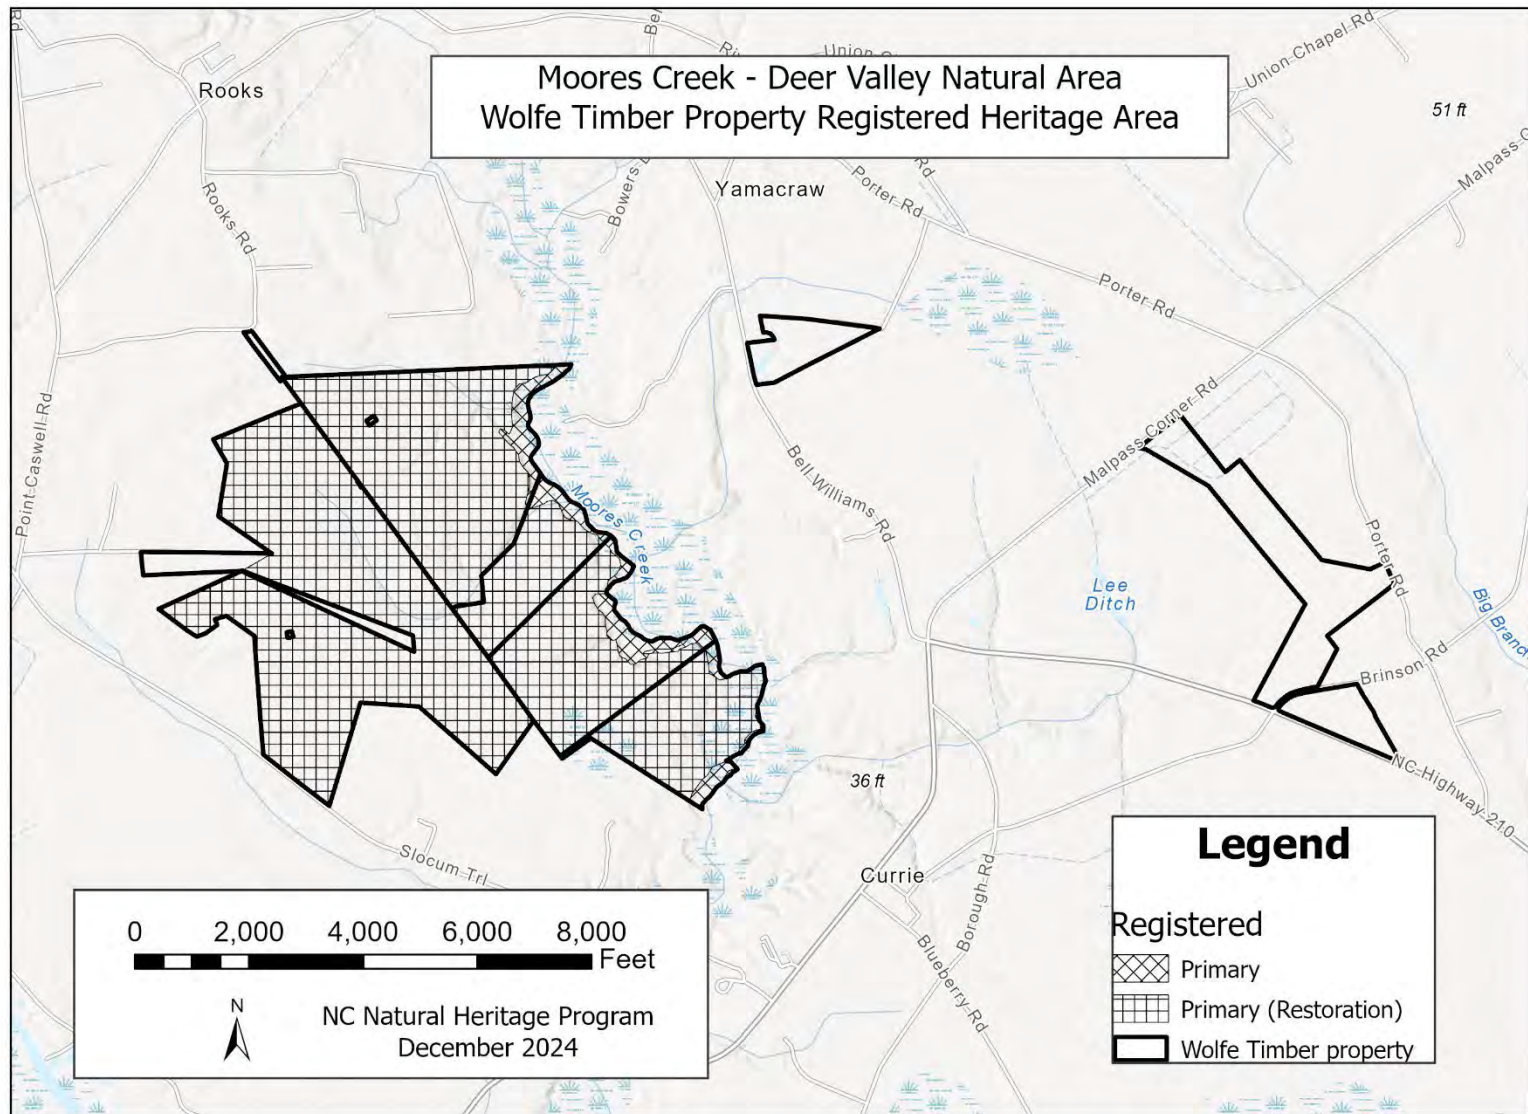 Moores Creek - Deer Valley Natural Area
Wolfe Timber Property Registered Heritage Area
Rd
Rooks
Union Chapel Rd
51 ft
Yamacraw
Porter Rd
Rd
Malpass
Rooks Rd
Porter Rd
Point Caswell Rd
Malpass Corner Rd
Bell Williams Rd
Moores Creek
Lee
Ditch
Porter Rd
Big Branch
Brinson Rd
36 ft
NC Highway 210
Slocum Trl
Currie
Borough Rd
Blueberry Rd
0 2,000 4,000 6,000 8,000
Feet
N
NC Natural Heritage Program
December 2024
Legend
Registered
Primary
Primary (Restoration)
Wolfe Timber property